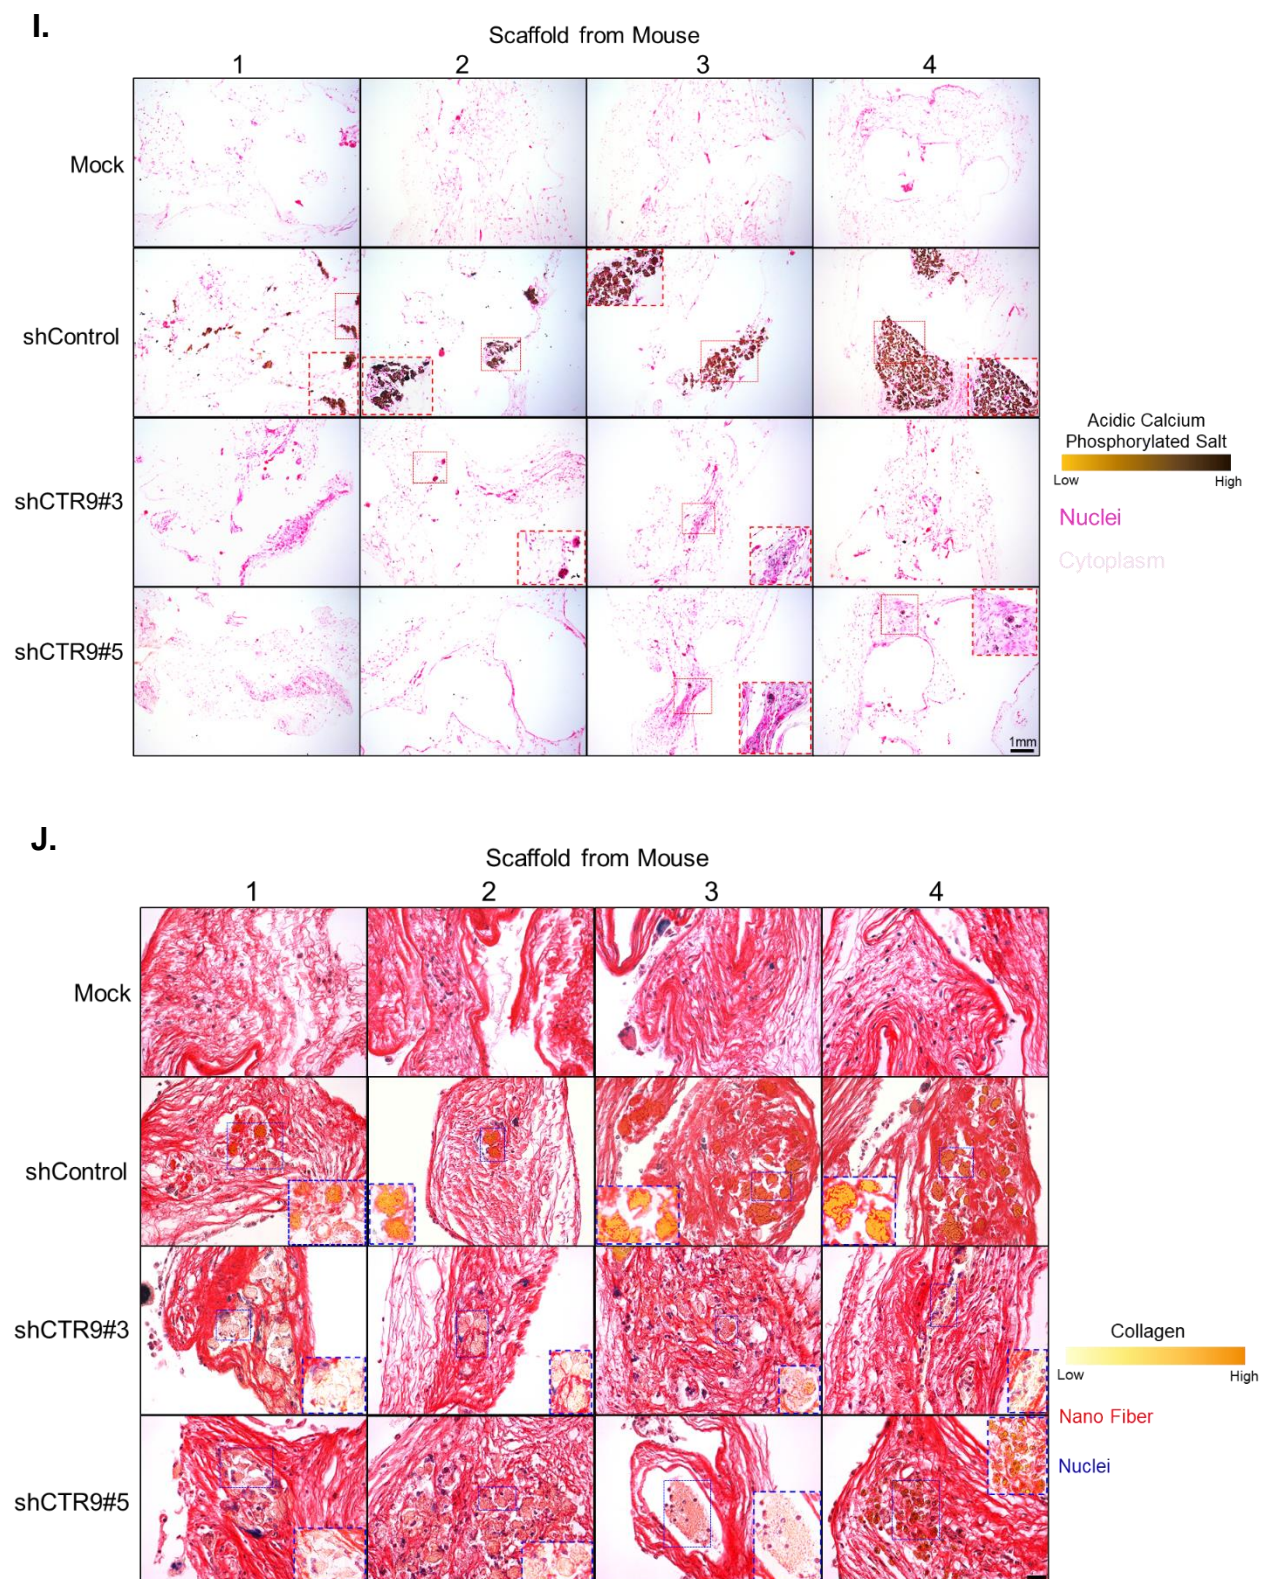 I.
Scaffold from Mouse
1 2 3 4
Mock
shControl
shCTR9#3
shCTR9#5
Acidic Calcium
Phosphorylated Salt
Low High
Nuclei
Cytoplasm
1mm
J.
Scaffold from Mouse
1 2 3 4
Mock
shControl
shCTR9#3
shCTR9#5
Collagen
Low High
Nano Fiber
Nuclei